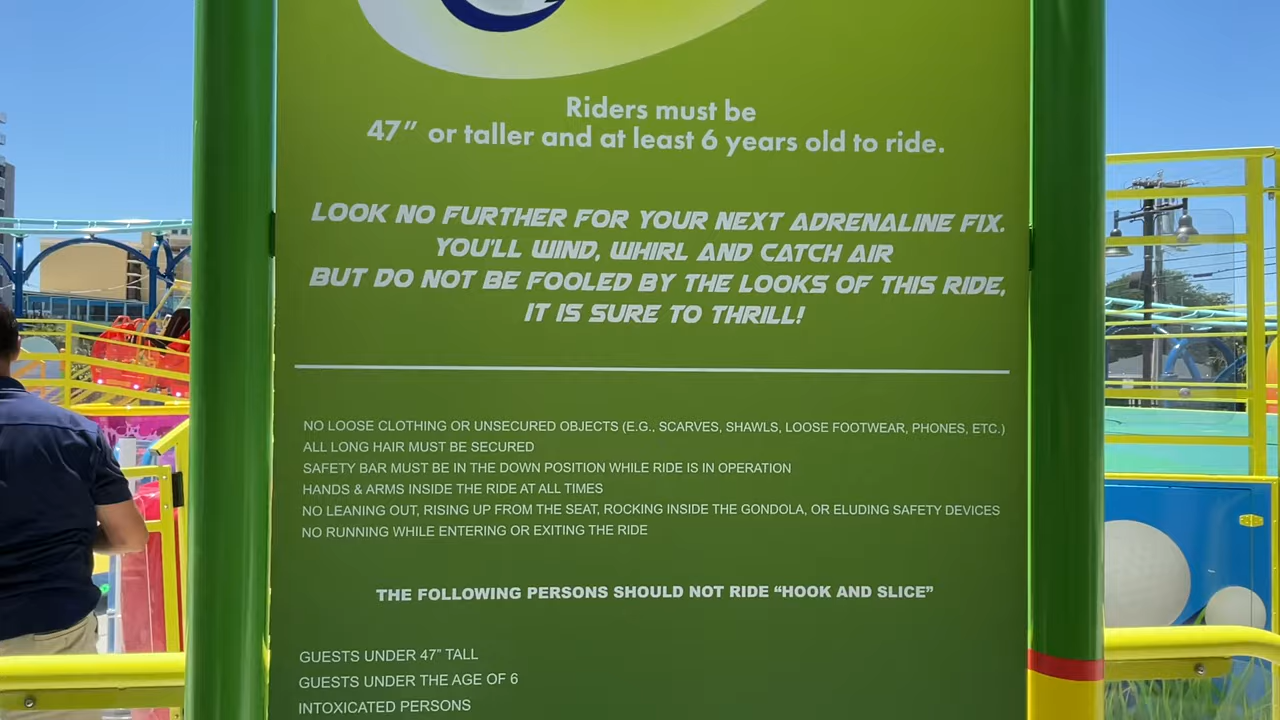 Riders must be
47” or taller and at least 6 years old to ride.
LOOK NO FURTHER FOR YOUR NEXT ADRENALINE FIX.
YOU'LL WIND, WHIRL AND CATCH AIR
BUT DO NOT BE FOOLED BY THE LOOKS OF THIS RIDE,
IT IS SURE TO THRILL!
NO LOOSE CLOTHING OR UNSECURED OBJECTS (E.G., SCARVES, SHAWLS, LOOSE FOOTWEAR, PHONES, ETC.)
ALL LONG HAIR MUST BE SECURED
SAFETY BAR MUST BE IN THE DOWN POSITION WHILE RIDE IS IN OPERATION
HANDS & ARMS INSIDE THE RIDE AT ALL TIMES
NO LEANING OUT, RISING UP FROM THE SEAT, ROCKING INSIDE THE GONDOLA, OR ELUDING SAFETY DEVICES
NO RUNNING WHILE ENTERING OR EXITING THE RIDE
THE FOLLOWING PERSONS SHOULD NOT RIDE “HOOK AND SLICE”
GUESTS UNDER 47” TALL
GUESTS UNDER THE AGE OF 6
INTOXICATED PERSONS